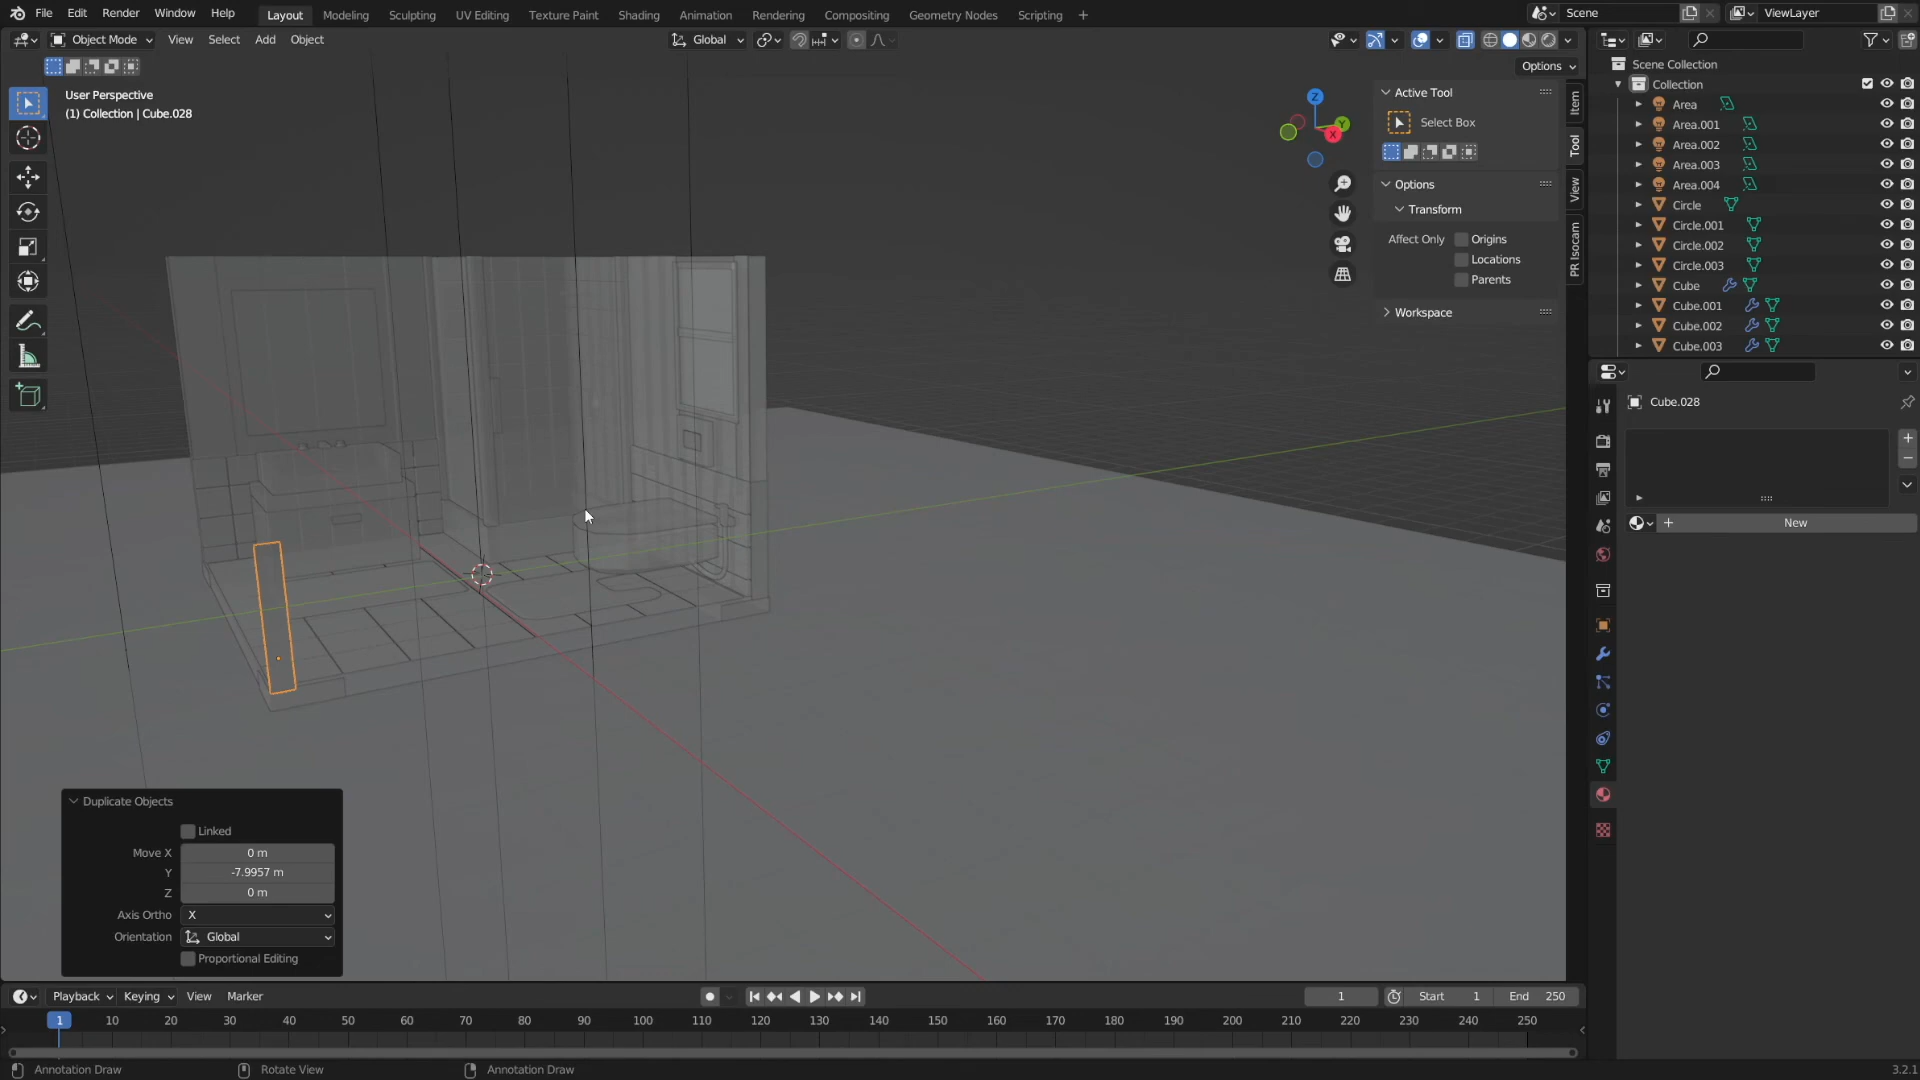 File Edit Render Window Help Layout Modeling Sculpting UV Editing Texture Paint Shading Animation Rendering Compositing Geometry Nodes Scripting + Scene ViewLayer
Object Mode View Select Add Object Global
Options
User Perspective
(1) Collection | Cube.028
Z
Y
X
Active Tool
Select Box
Options
Transform
Affect Only Origins
Locations
Parents
Workspace
Item
Tool
View
PR Isocam
Scene Collection
Collection
Area
Area.001
Area.002
Area.003
Area.004
Circle
Circle.001
Circle.002
Circle.003
Cube
Cube.001
Cube.002
Cube.003
Cube.028
+ New
Duplicate Objects
Linked
Move X 0 m
Y -7.9957 m
Z 0 m
Axis Ortho X
Orientation Global
Proportional Editing
Playback Keying View Marker 1 Start 1 End 250
1 10 20 30 40 50 60 70 80 90 100 110 120 130 140 150 160 170 180 190 200 210 220 230 240 250
Annotation Draw Rotate View Annotation Draw 3.2.1